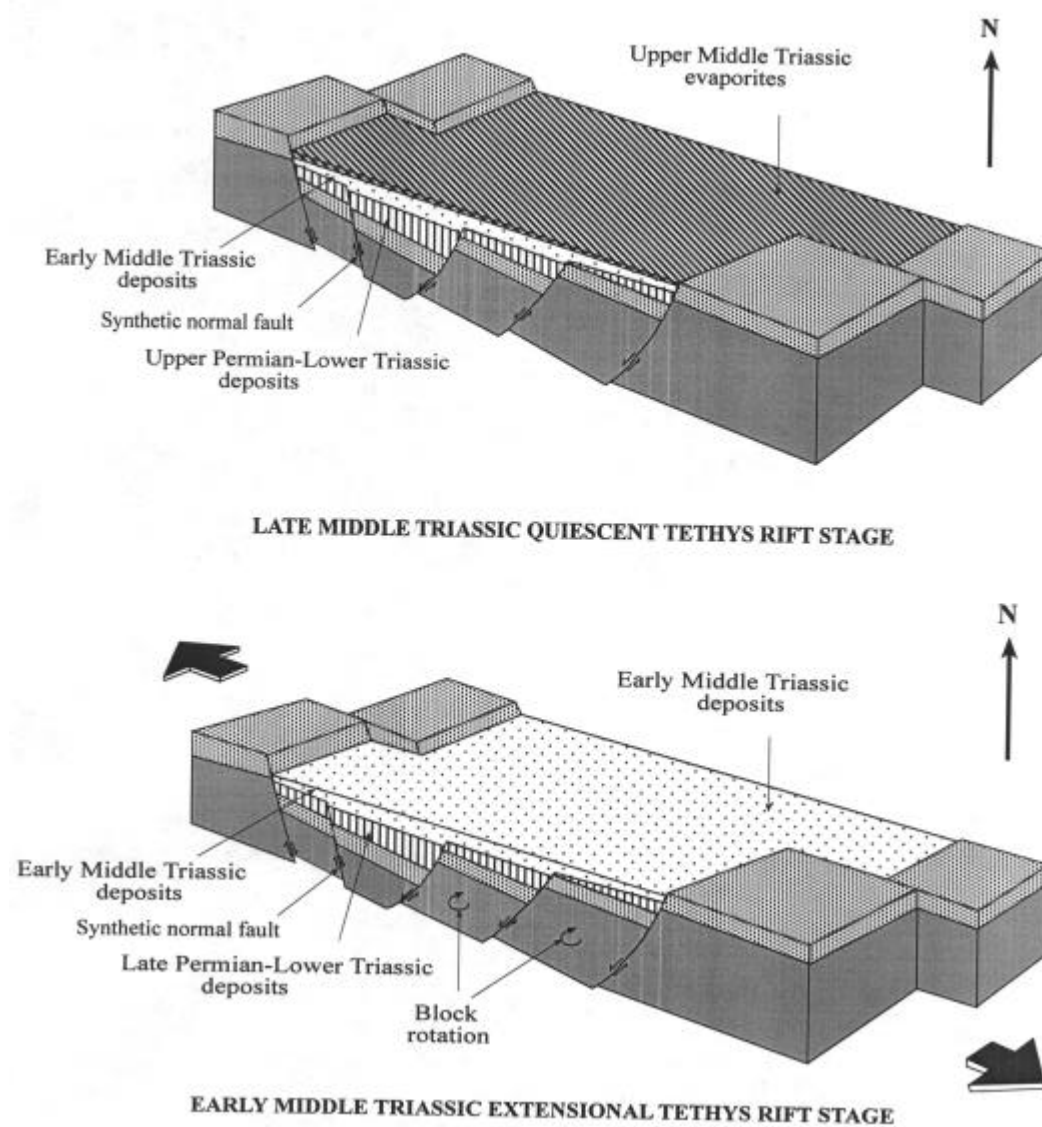 N
Upper Middle Triassic
evaporites
Early Middle Triassic
deposits
Synthetic normal fault
Upper Permian-Lower Triassic
deposits
LATE MIDDLE TRIASSIC QUIESCENT TETHYS RIFT STAGE
N
Early Middle Triassic
deposits
Early Middle Triassic
deposits
Synthetic normal fault
Late Permian-Lower Triassic
deposits
Block
rotation
EARLY MIDDLE TRIASSIC EXTENSIONAL TETHYS RIFT STAGE